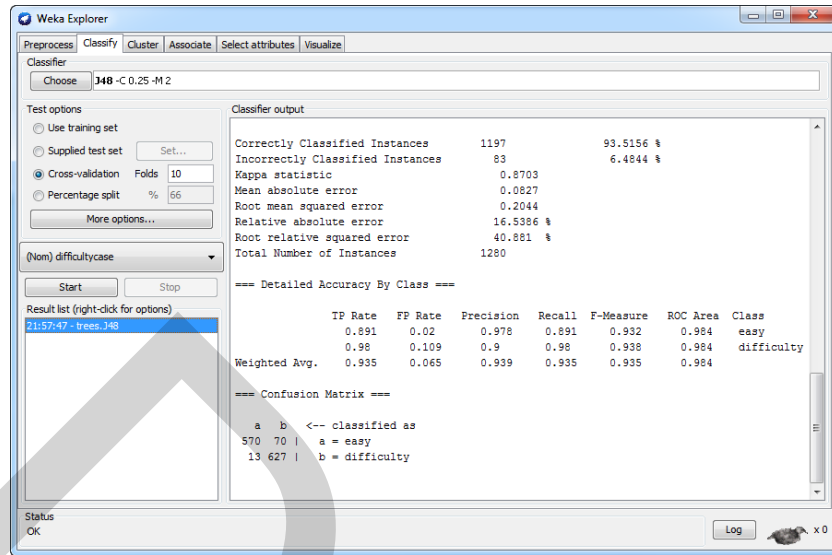 Weka Explorer
Preprocess Classify Cluster Associate Select attributes Visualize
Classifier
Choose J48 -C 0.25 -M 2
Test options
Use training set
Supplied test set Set...
Cross-validation Folds 10
Percentage split % 66
More options...
(Nom) difficultycase
Start Stop
Result list (right-click for options)
21:57:47 - trees.J48
Classifier output
Correctly Classified Instances 1197 93.5156 %
Incorrectly Classified Instances 83 6.4844 %
Kappa statistic 0.8703
Mean absolute error 0.0827
Root mean squared error 0.2044
Relative absolute error 16.5386 %
Root relative squared error 40.881 %
Total Number of Instances 1280
=== Detailed Accuracy By Class ===
TP Rate FP Rate Precision Recall F-Measure ROC Area Class
0.891 0.02 0.978 0.891 0.932 0.984 easy
0.98 0.109 0.9 0.98 0.938 0.984 difficulty
Weighted Avg. 0.935 0.065 0.939 0.935 0.935 0.984
=== Confusion Matrix ===
a b <-- classified as
570 70 | a = easy
13 627 | b = difficulty
Status
OK
Log x 0